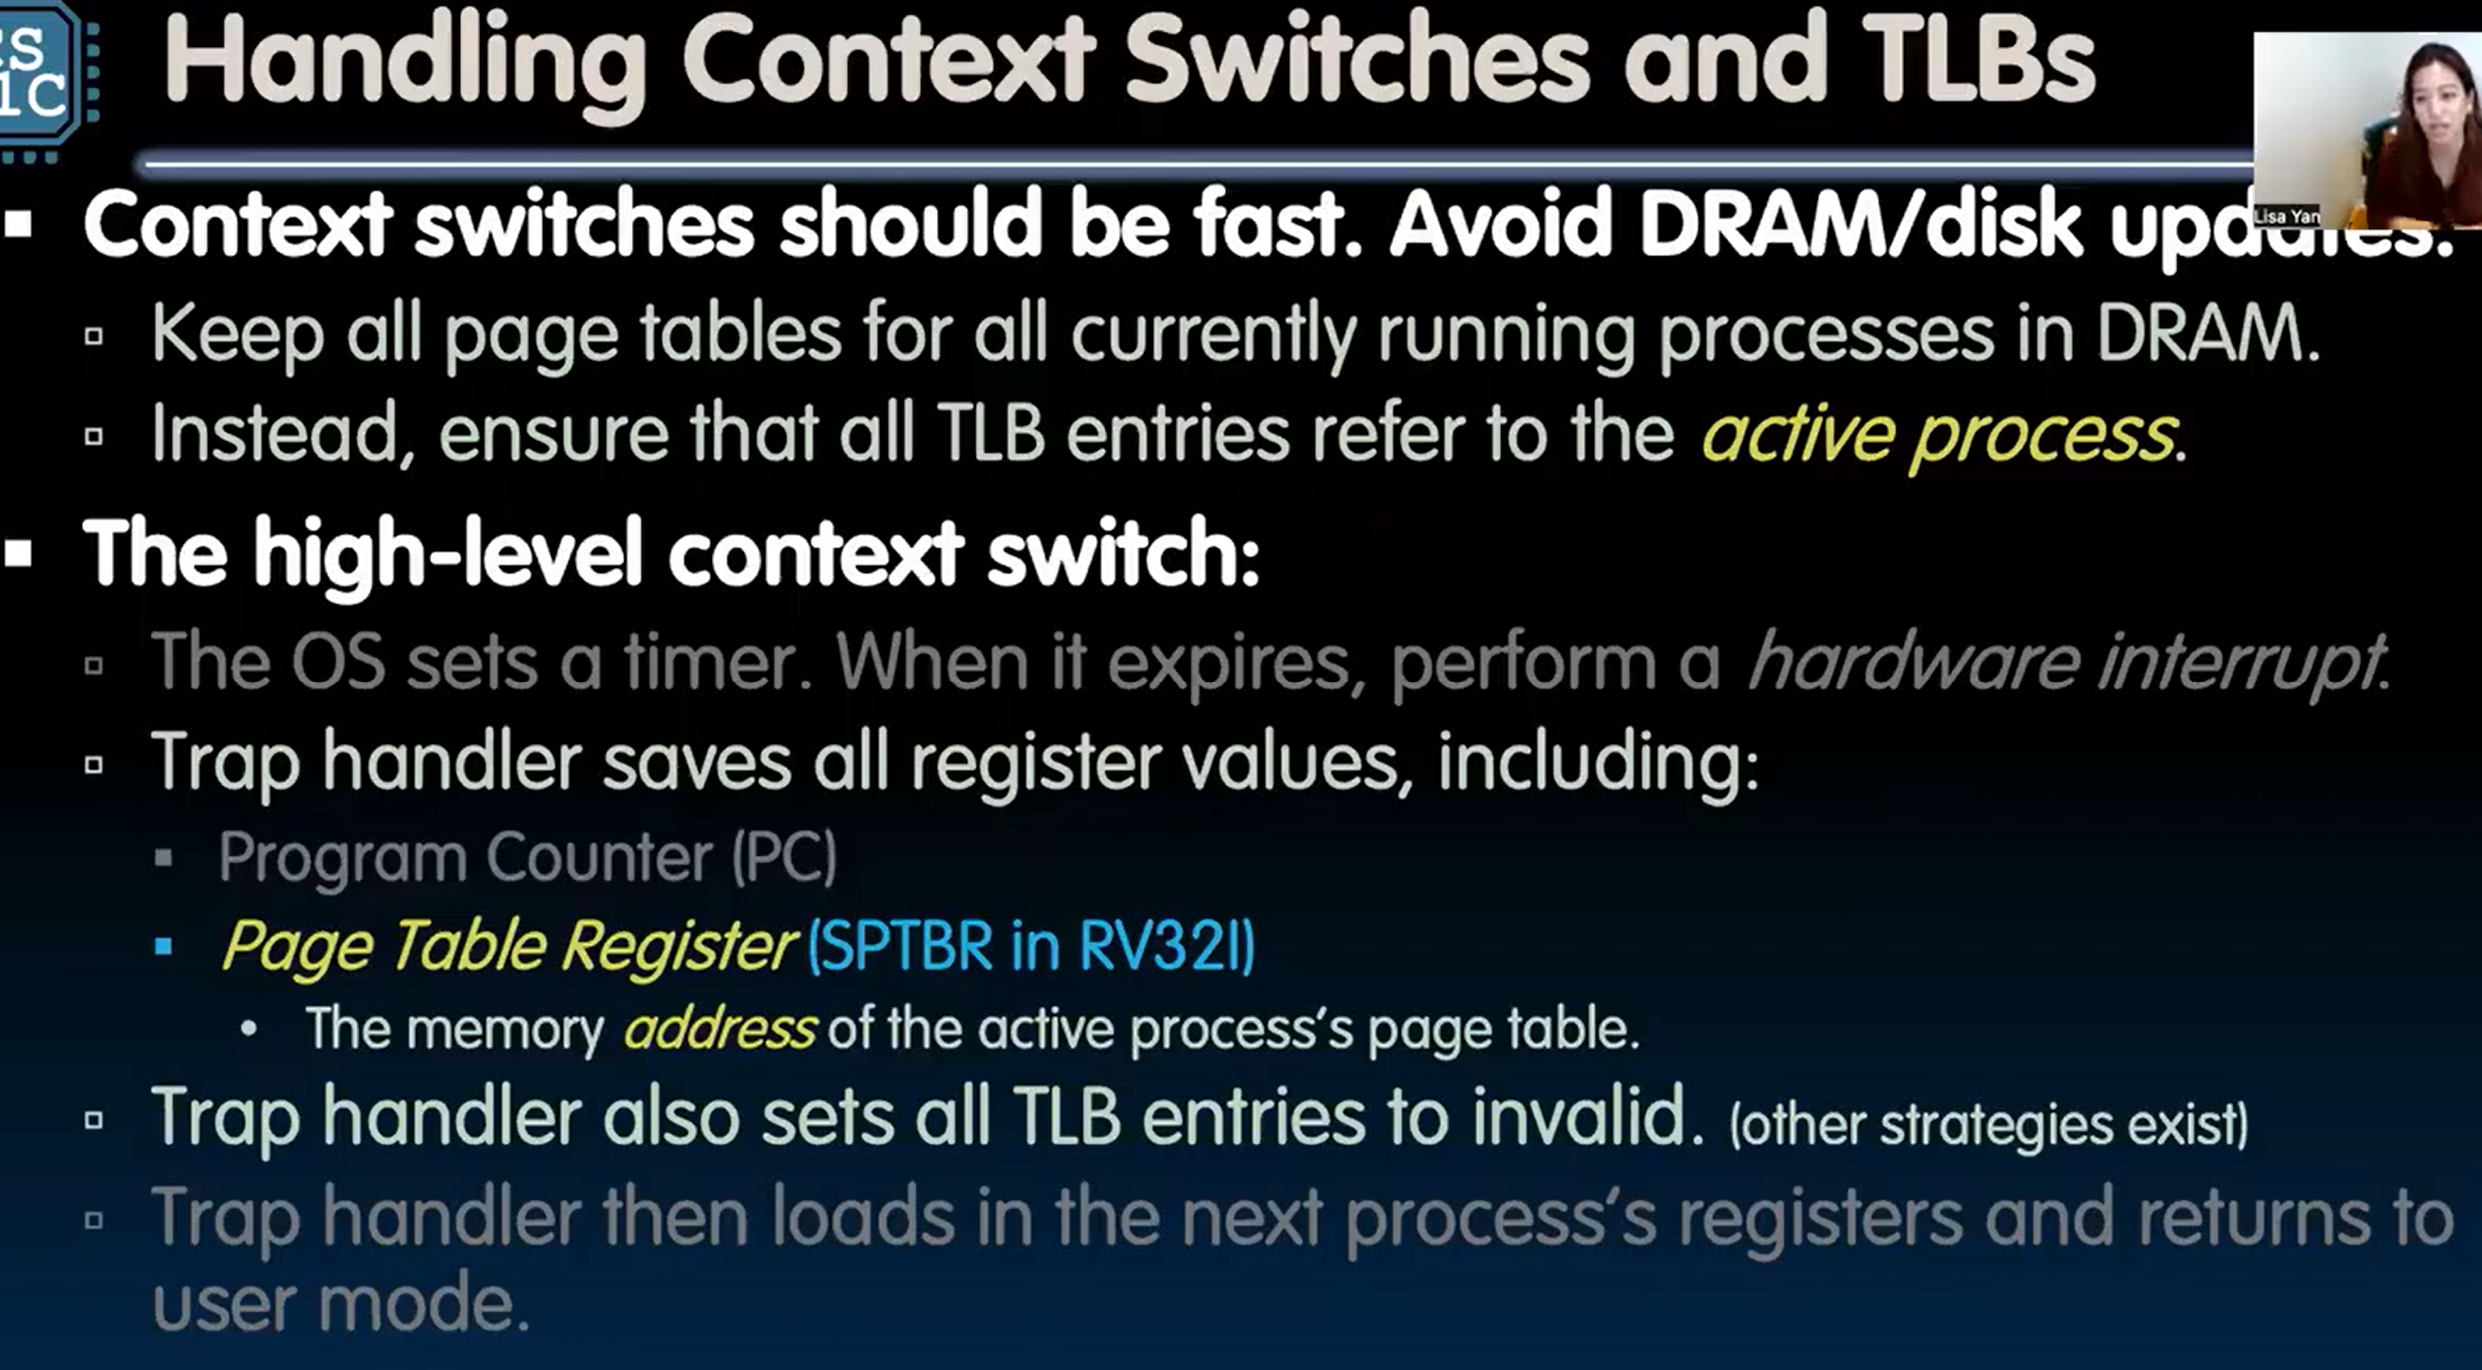 Handling Context Switches and TLBs
Lisa Yan
Context switches should be fast. Avoid DRAM/disk updates.
Keep all page tables for all currently running processes in DRAM.
Instead, ensure that all TLB entries refer to the active process.
The high-level context switch:
The OS sets a timer. When it expires, perform a hardware interrupt.
Trap handler saves all register values, including:
Program Counter (PC)
Page Table Register (SPTBR in RV32I)
The memory address of the active process's page table.
Trap handler also sets all TLB entries to invalid. (other strategies exist)
Trap handler then loads in the next process's registers and returns to
user mode.